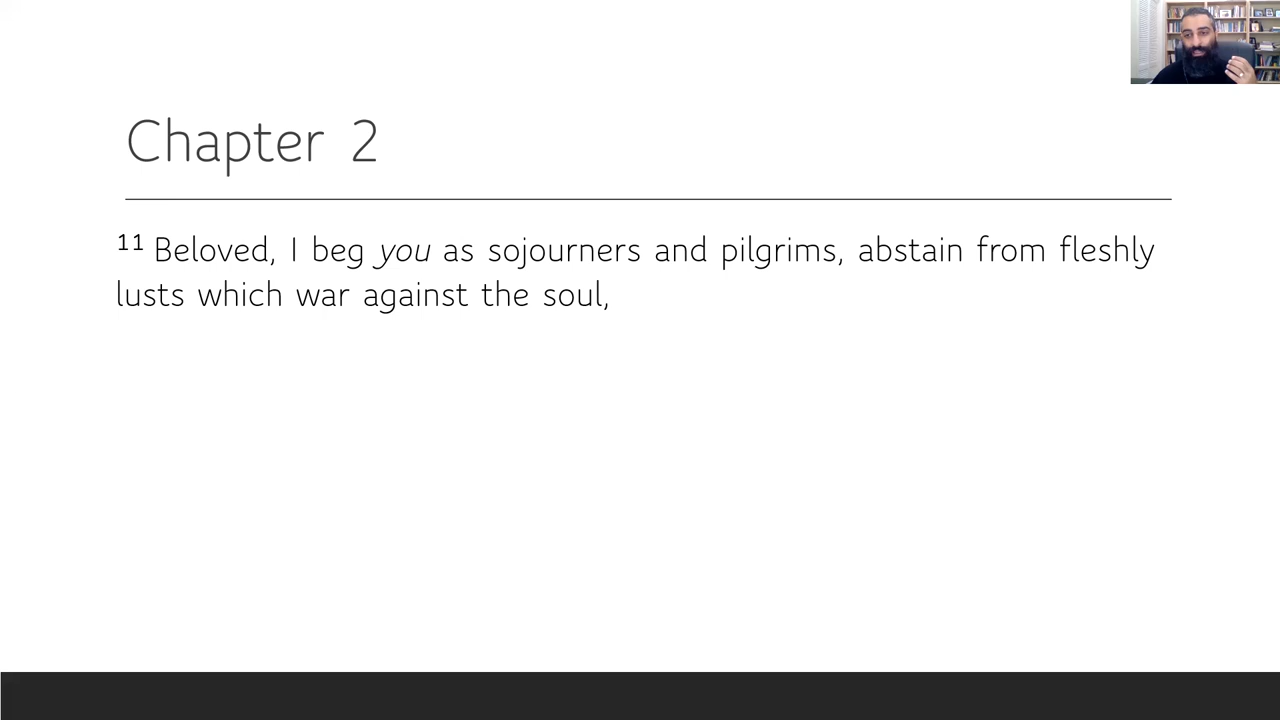 Chapter 2
11 Beloved, I beg you as sojourners and pilgrims, abstain from fleshly
lusts which war against the soul,